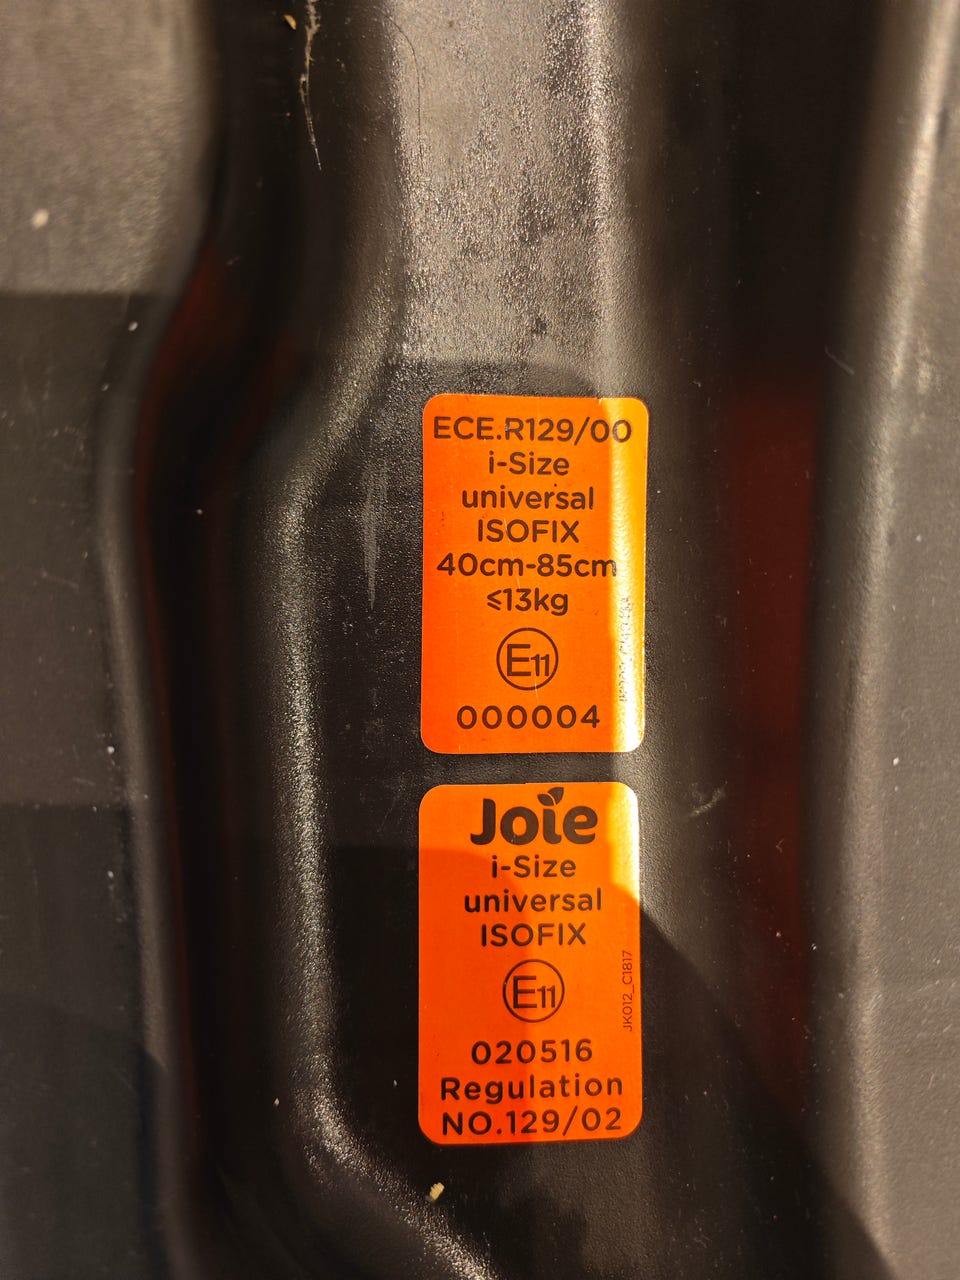 ECE.R129/00
i-Size
universal
ISOFIX
40cm-85cm
≤13kg
E11
000004
Joie
i-Size
universal
ISOFIX
E11
JK012_C1817
020516
Regulation
NO.129/02